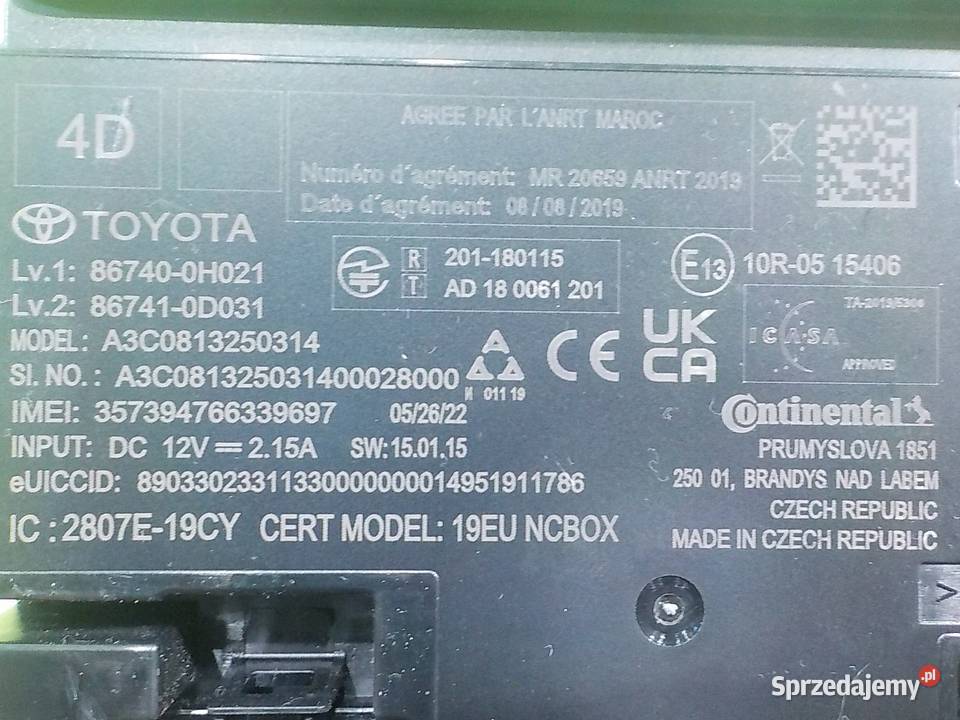 4D
AGREE PAR L'ANRT MAROC
Numéro d'agrément: MR 20659 ANRT 2019
Date d'agrément: 08/08/2019
TOYOTA
Lv.1: 86740-0H021
Lv.2: 86741-0D031
MODEL: A3C0813250314
SI. NO.: A3C081325031400028000
IMEI: 357394766339697 05/26/22
INPUT: DC 12V 2.15A SW:15.01.15
eUICCID: 89033023311330000000014951911786
IC: 2807E-19CY CERT MODEL: 19EU NCBOX
R 201-180115
T AD 18 0061 201
E13 10R-05 15406
И 011 19
CE
UK
CA
TA-2019/5306
ICASA
APPROVED
Continental
PRUMYSLOVA 1851
250 01, BRANDYS NAD LABEM
CZECH REPUBLIC
MADE IN CZECH REPUBLIC
>
Sprzedajemy.pl